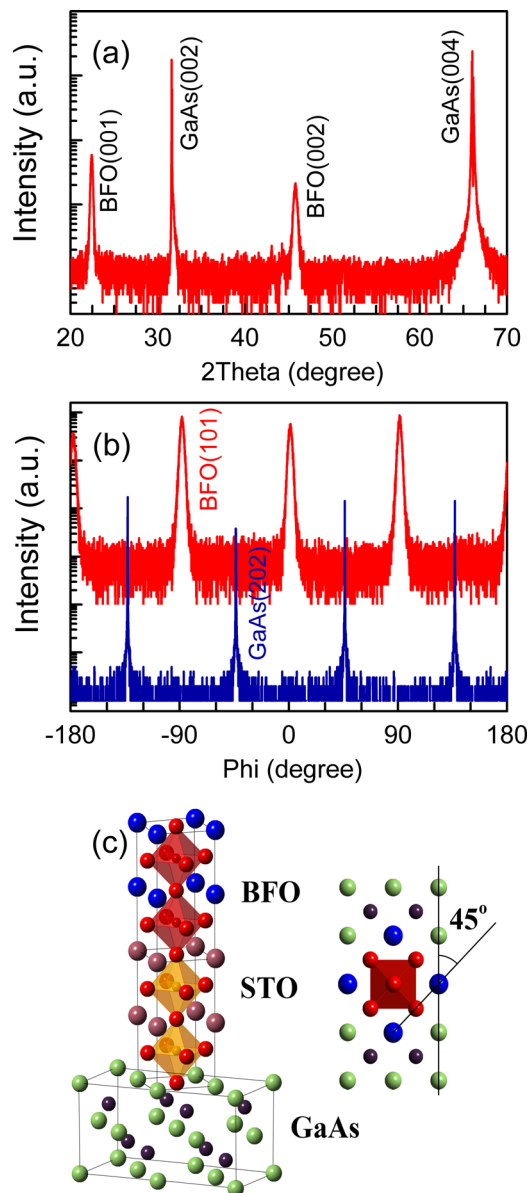 (a)
Intensity (a.u.)
BFO(001)
GaAs(002)
BFO(002)
GaAs(004)
20 30 40 50 60 70
2Theta (degree)
(b)
Intensity (a.u.)
BFO(101)
GaAs(202)
-180 -90 0 90 180
Phi (degree)
(c)
BFO
STO
GaAs
45°